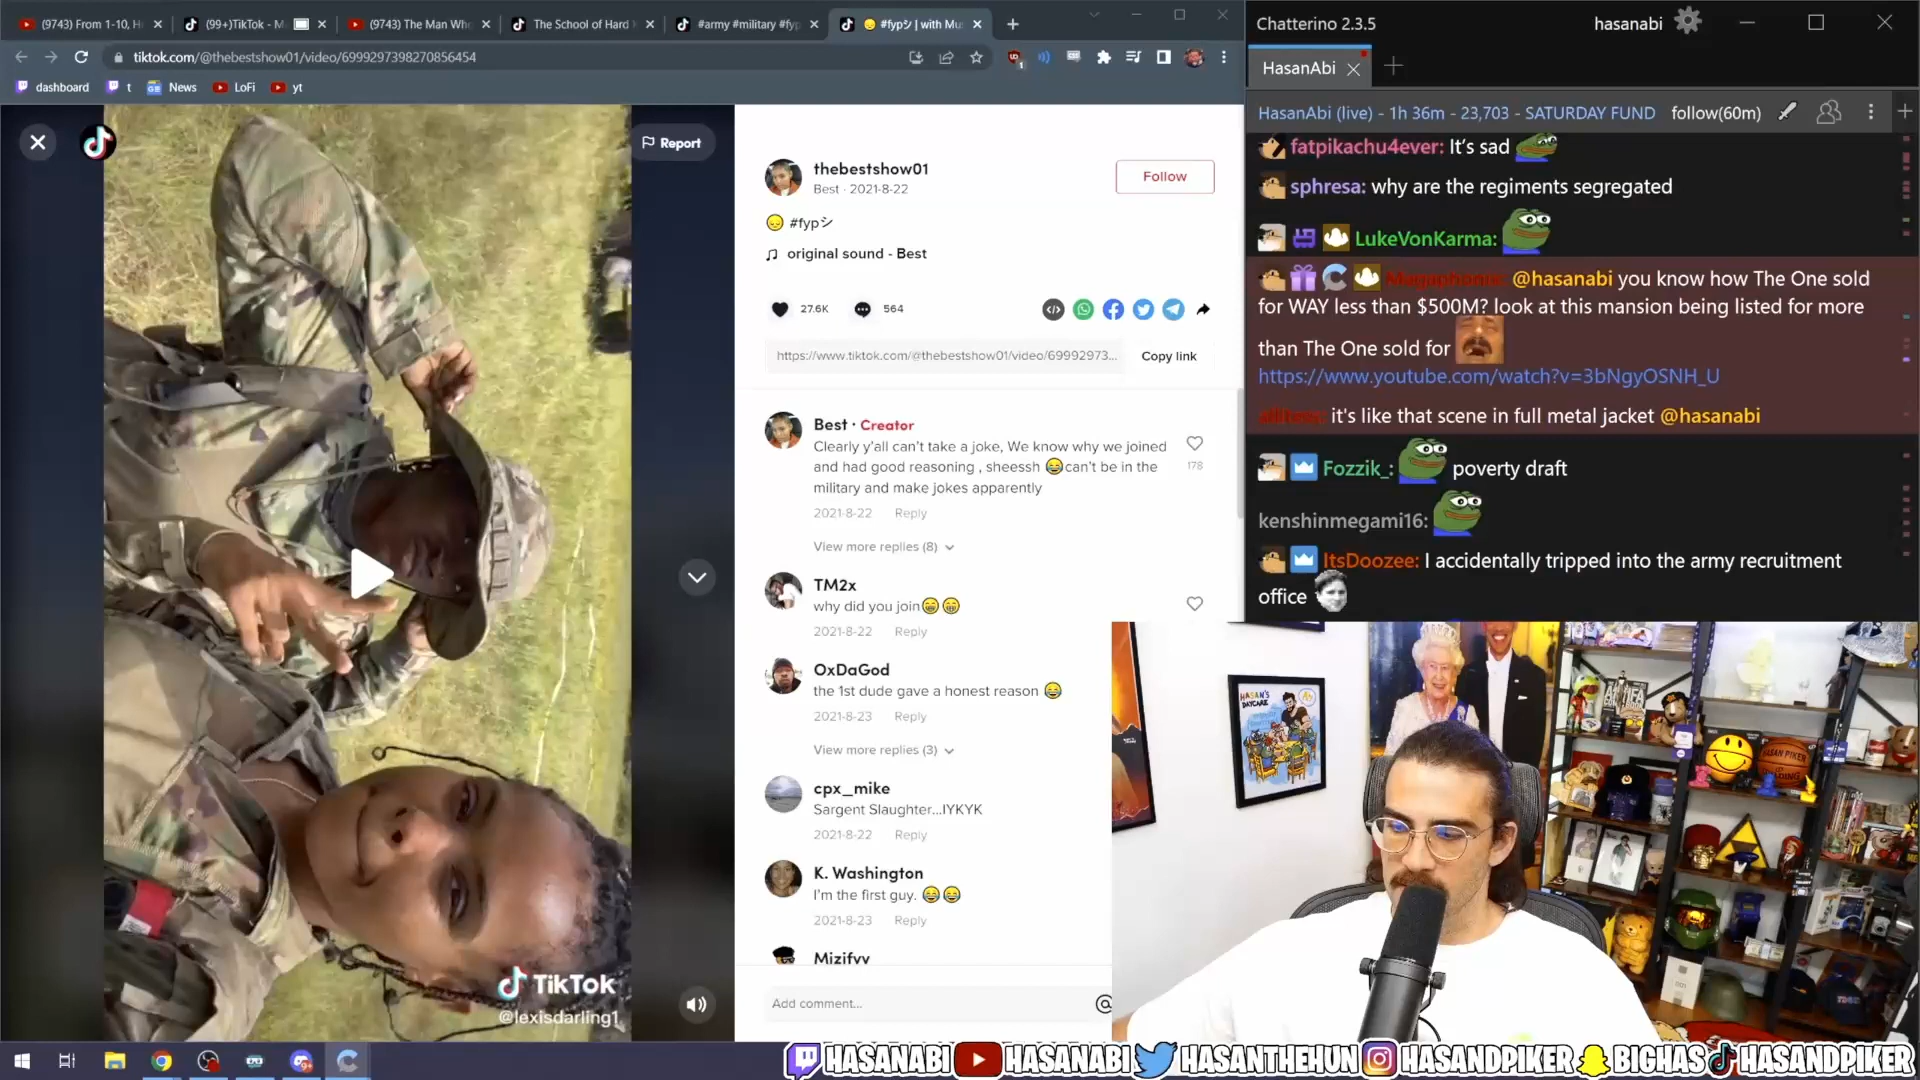 (9743) From 1-10, H
(99+)TikTok - M
(9743) The Man Who
The School of Hard
#army #military #fyp
😔 #fypシ | with Mu
tiktok.com/@thebestshow01/video/6999297398270856454
dashboard
t
News
LoFi
yt
Report
TikTok
@lexisdarling1
thebestshow01
Best · 2021-8-22
Follow
😔 #fypシ
original sound - Best
27.6K
564
https://www.tiktok.com/@thebestshow01/video/69992973...
Copy link
Best · Creator
Clearly y'all can't take a joke, We know why we joined
and had good reasoning , sheessh 😂can't be in the
military and make jokes apparently
178
2021-8-22 Reply
View more replies (8)
TM2x
why did you join😁😁
2021-8-22 Reply
OxDaGod
the 1st dude gave a honest reason 😂
2021-8-23 Reply
View more replies (3)
cpx_mike
Sargent Slaughter...IYKYK
2021-8-22 Reply
K. Washington
I'm the first guy. 😂😂
2021-8-23 Reply
Mizifyy
Add comment...
Chatterino 2.3.5
hasanabi
HasanAbi
HasanAbi (live) - 1h 36m - 23,703 - SATURDAY FUND
follow(60m)
fatpikachu4ever: It's sad
sphresa: why are the regiments segregated
LukeVonKarma:
@hasanabi you know how The One sold
for WAY less than $500M? look at this mansion being listed for more
than The One sold for
https://www.youtube.com/watch?v=3bNgyOSNH_U
it's like that scene in full metal jacket @hasanabi
Fozzik_: poverty draft
kenshinmegami16:
ItsDoozee: I accidentally tripped into the army recruitment
office
HASAN'S
DAYCARE
HASAN PIKER
HASANABI
HASANABI
HASANTHEHUN
HASANDPIKER
BIGHAS
HASANDPIKER